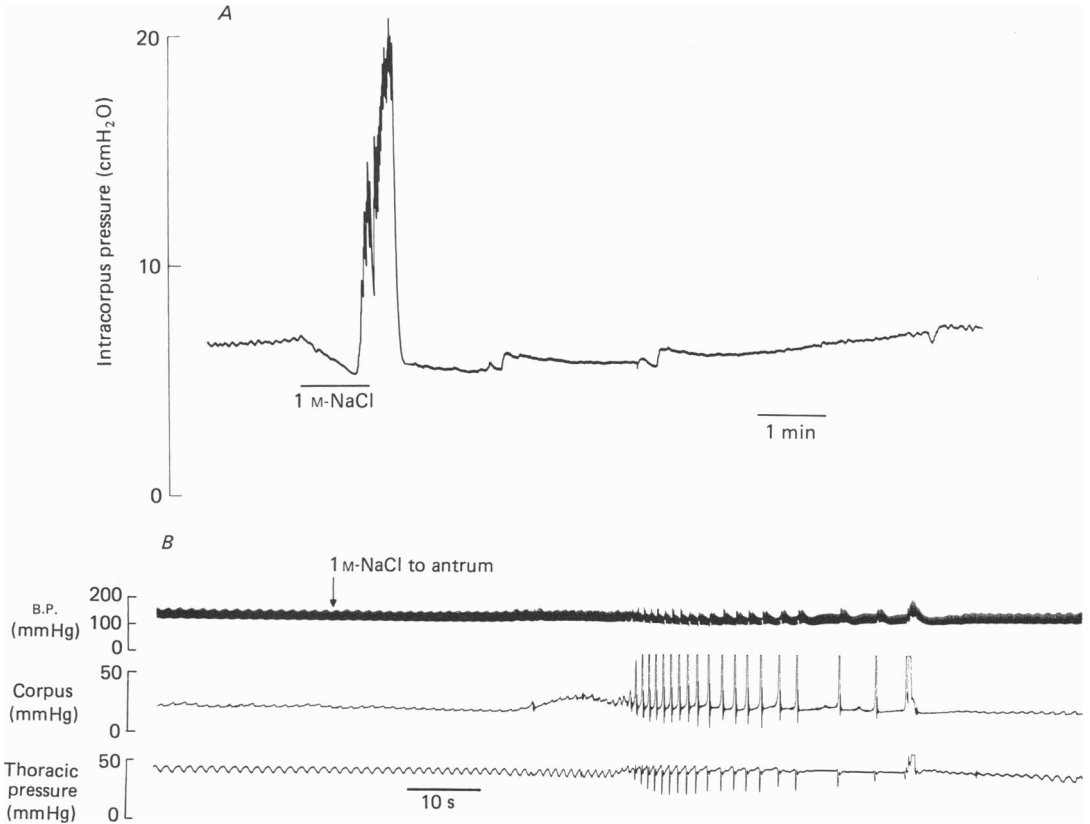 A
20
Intracorpus pressure (cmH₂O)
10
1 M-NaCl
1 min
0
B
1 M-NaCl to antrum
200
B.P.
100
(mmHg)
0
50
Corpus
(mmHg)
0
50
Thoracic
pressure
10 s
(mmHg)
0